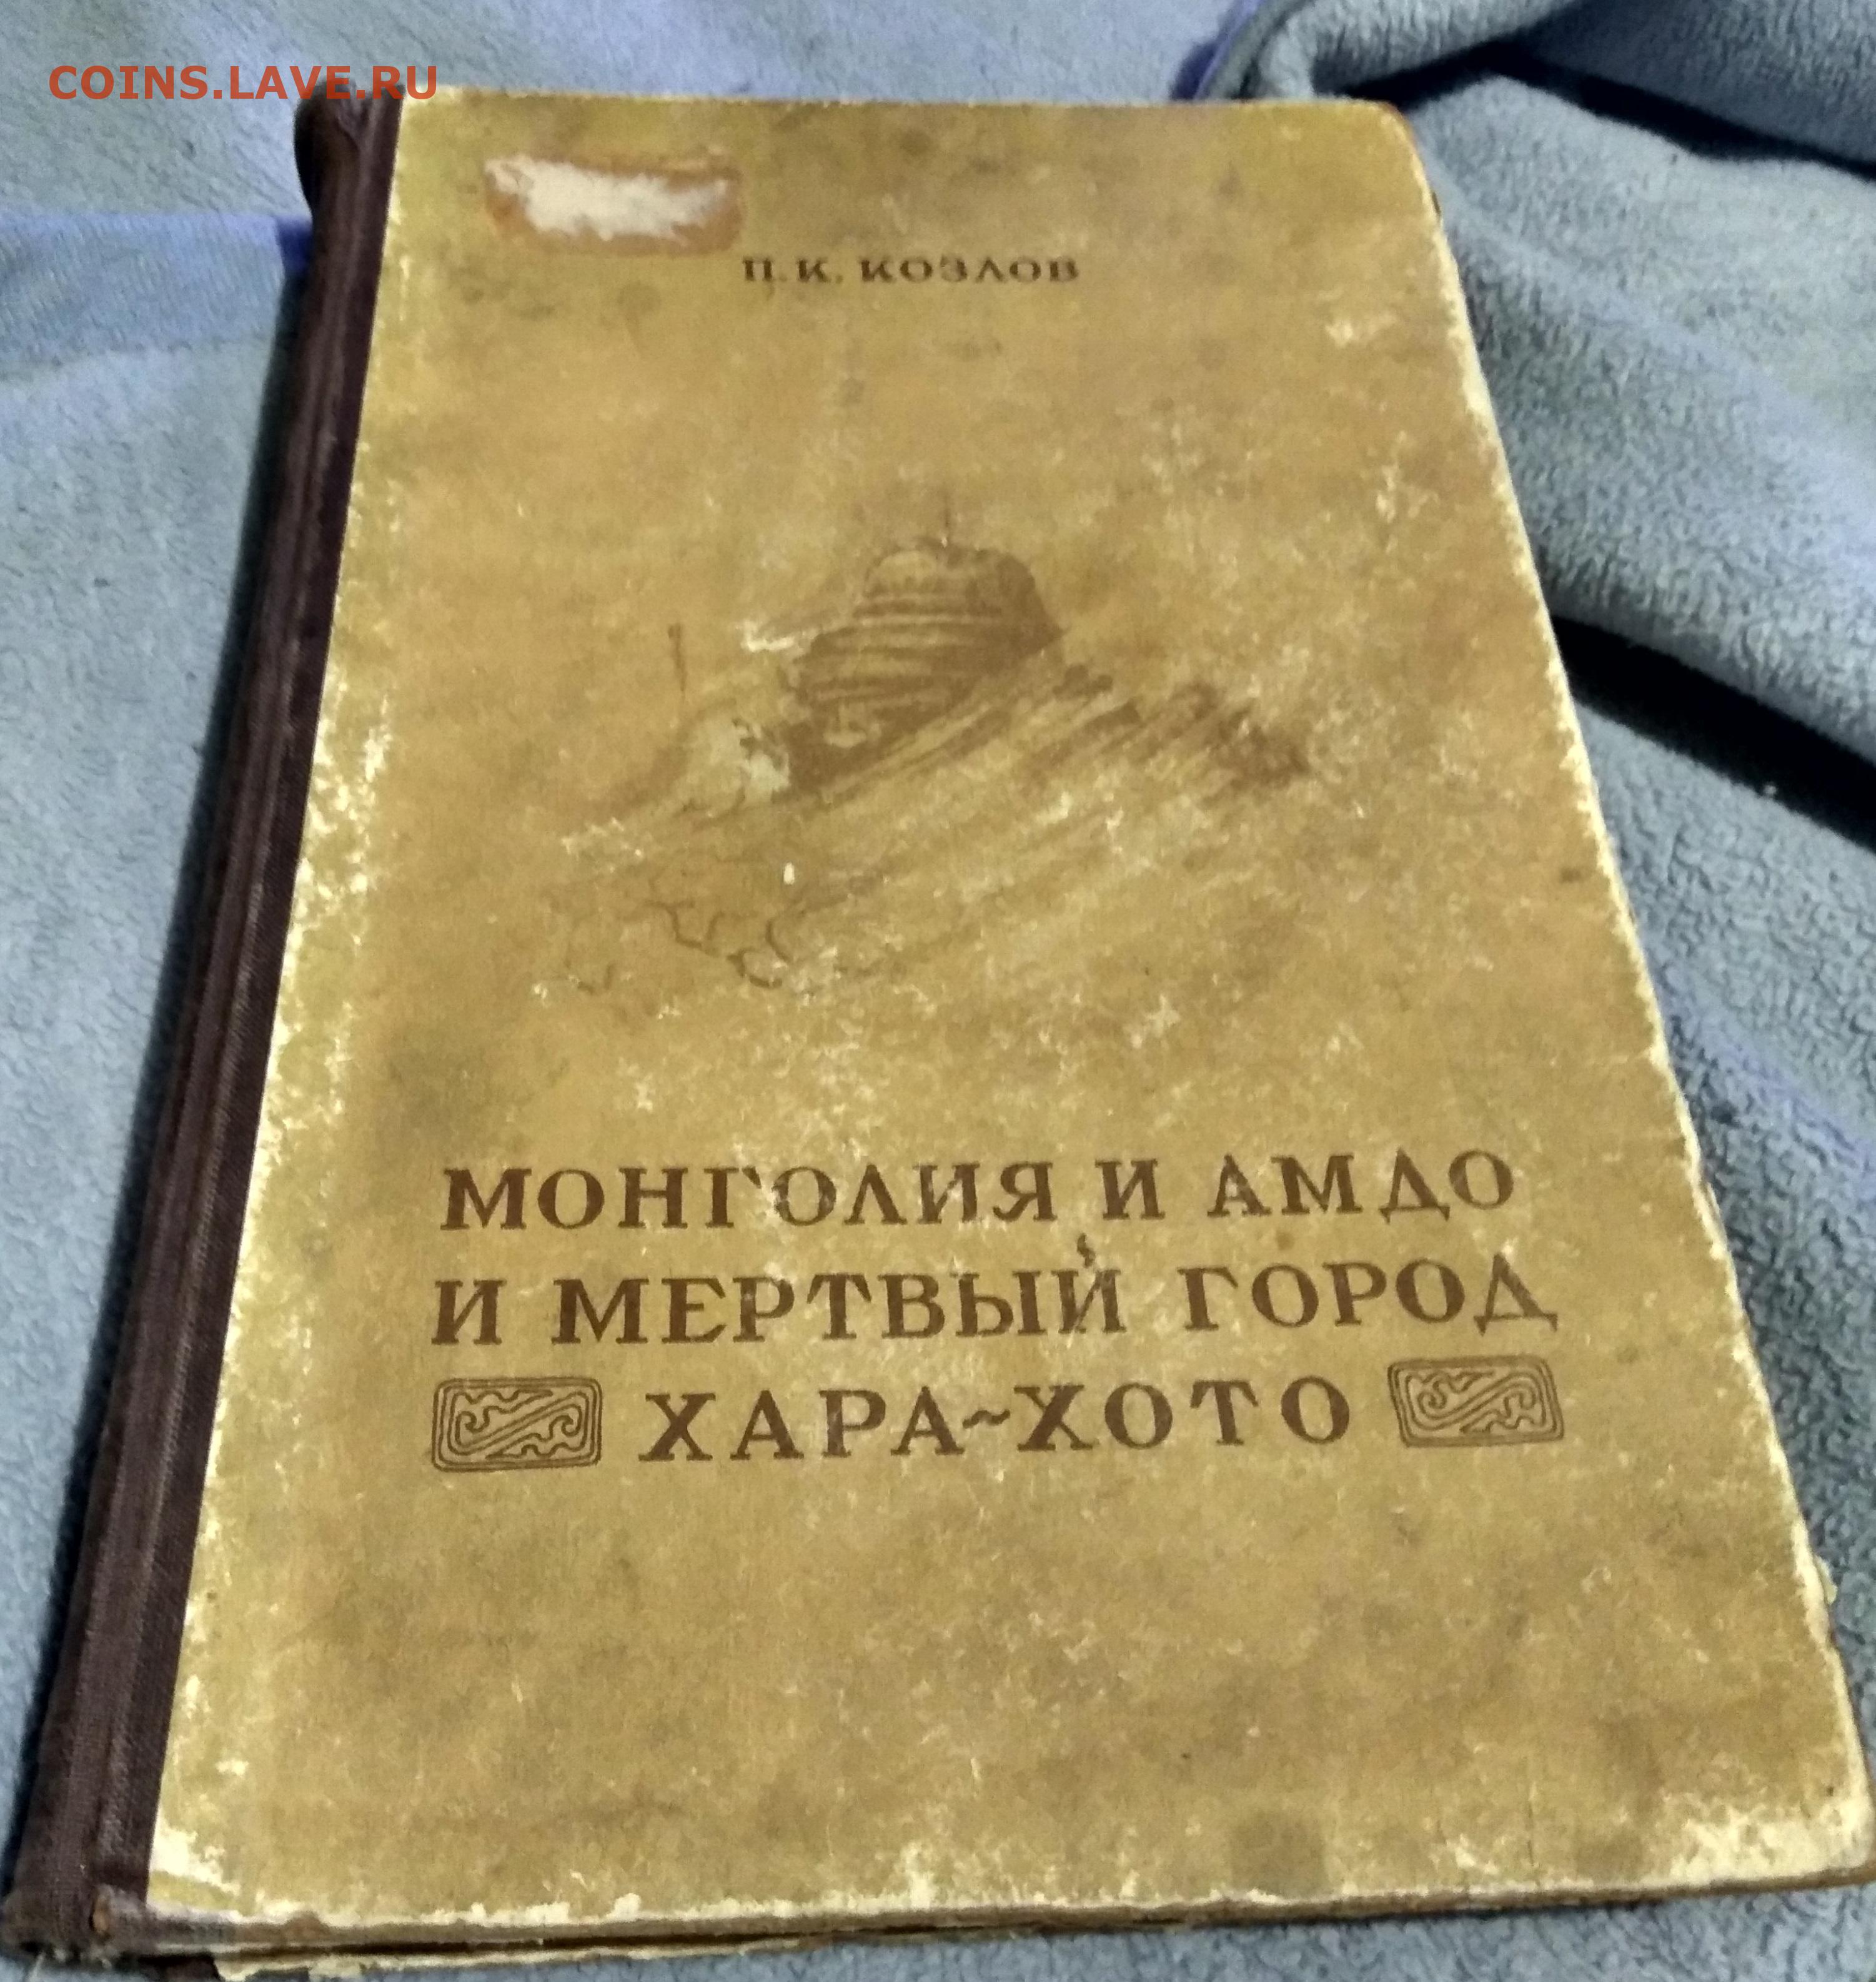 COINS.LAVE.RU
П. К. КОЗЛОВ
МОНГОЛИЯ И АМДО
И МЕРТВЫЙ ГОРОД
ХАРА~ХОТО